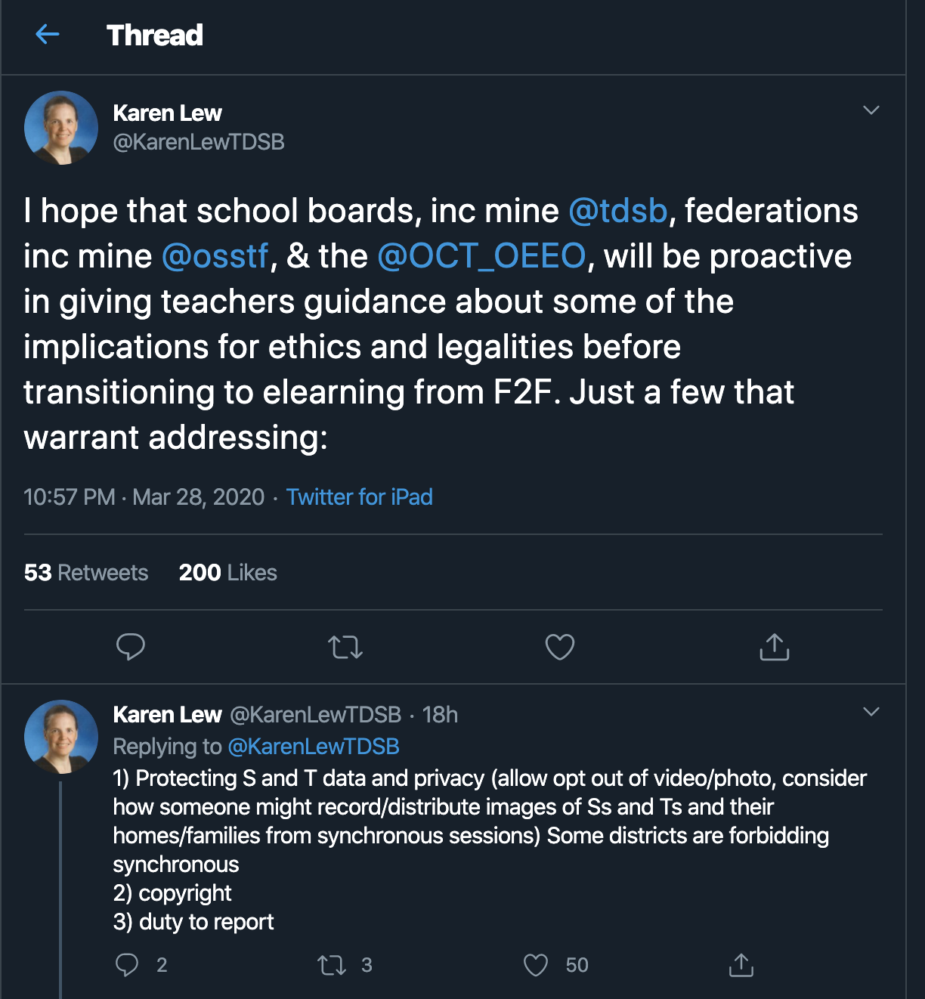 Thread
Karen Lew
@KarenLewTDSB
I hope that school boards, inc mine @tdsb, federations
inc mine @osstf, & the @OCT_OEEO, will be proactive
in giving teachers guidance about some of the
implications for ethics and legalities before
transitioning to elearning from F2F. Just a few that
warrant addressing:
10:57 PM · Mar 28, 2020 · Twitter for iPad
53 Retweets 200 Likes
Karen Lew @KarenLewTDSB · 18h
Replying to @KarenLewTDSB
1) Protecting S and T data and privacy (allow opt out of video/photo, consider
how someone might record/distribute images of Ss and Ts and their
homes/families from synchronous sessions) Some districts are forbidding
synchronous
2) copyright
3) duty to report
2 3 50